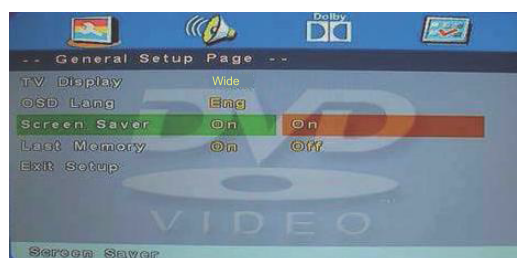 Dolby
-- General Setup Page --
TV Display Wide
OSD Lang Eng
Screen Saver On On
Last Memory On Off
Exit Setup
DVD
VIDEO
Screen Saver